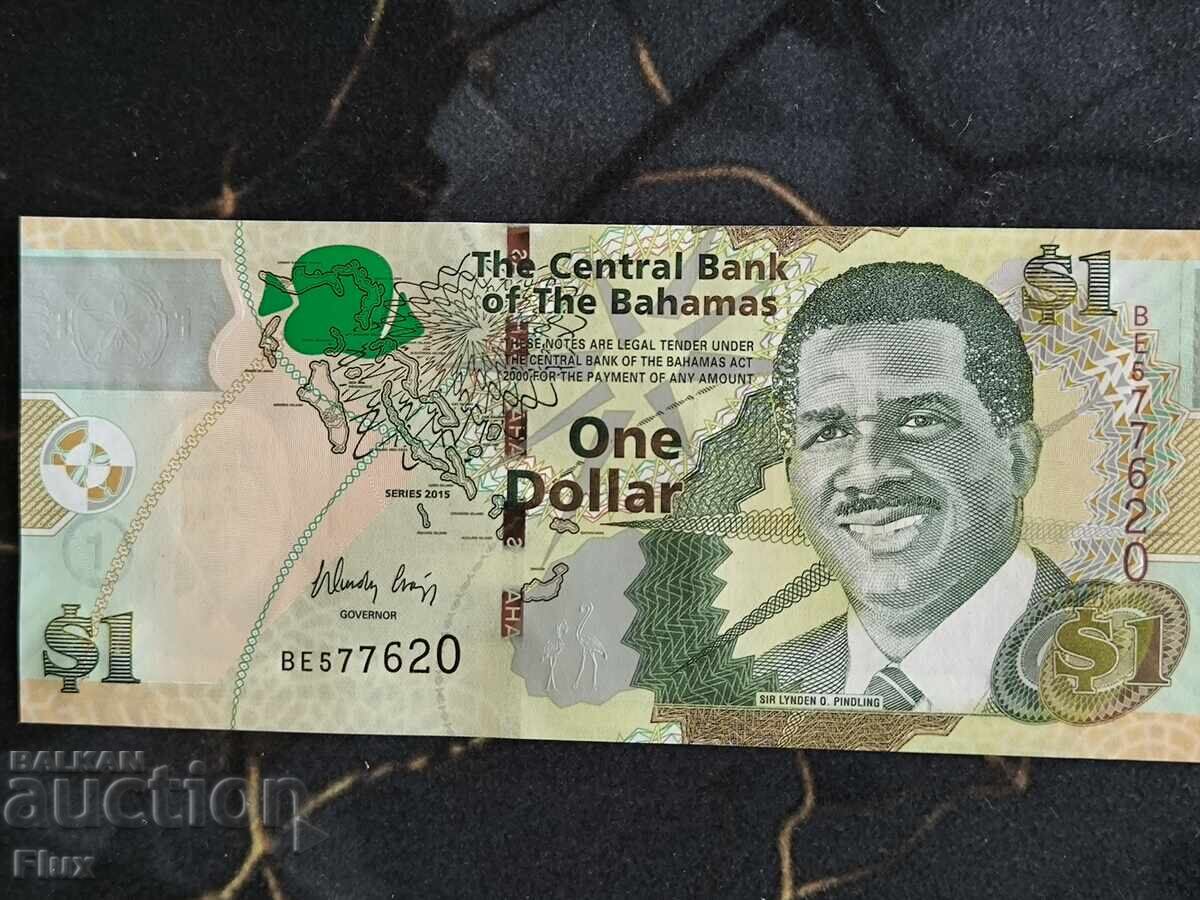 The Central Bank
of The Bahamas
THESE NOTES ARE LEGAL TENDER UNDER
THE CENTRAL BANK OF THE BAHAMAS ACT
2000 FOR THE PAYMENT OF ANY AMOUNT
One
Dollar
SERIES 2015
GOVERNOR
BE577620
$1
$1
BE577620
$1
1
SIR LYNDEN O. PINDLING
BALKAN
auction
Flux